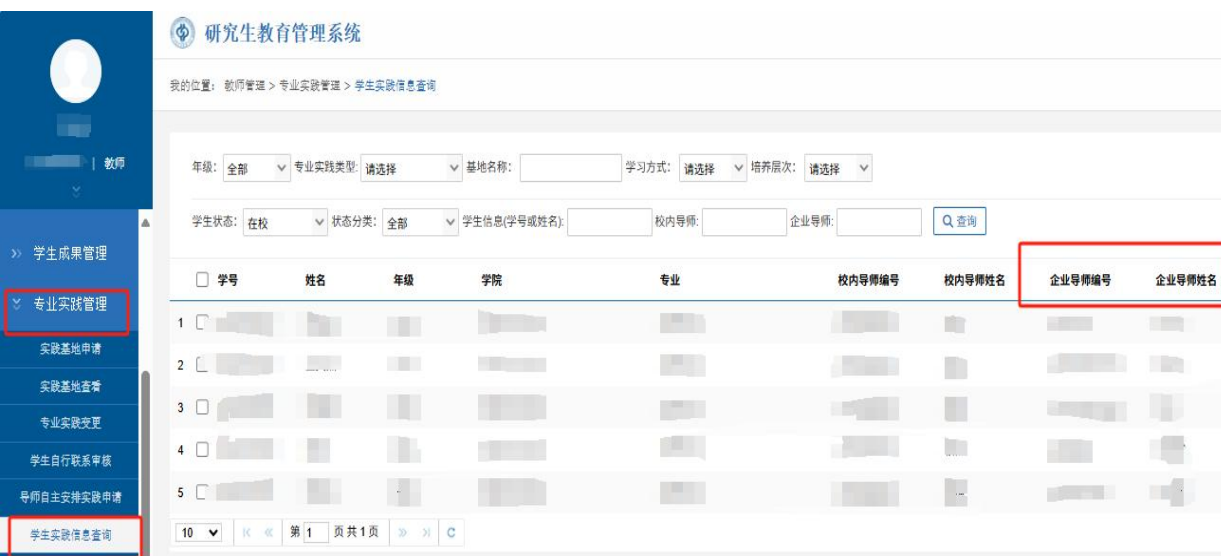 研究生教育管理系统
我的位置： 教师管理 > 专业实践管理 > 学生实践信息查询
| 教师
学生成果管理
专业实践管理
实践基地申请
实践基地查看
专业实践变更
学生自行联系审核
导师自主安排实践申请
学生实践信息查询
年级： 全部 专业实践类型: 请选择 基地名称： 学习方式： 请选择 培养层次： 请选择
学生状态： 在校 状态分类： 全部 学生信息(学号或姓名): 校内导师: 企业导师: 查询
学号 姓名 年级 学院 专业 校内导师编号 校内导师姓名 企业导师编号 企业导师姓名
1
2
3
4
5
10 第 1 页 共 1 页